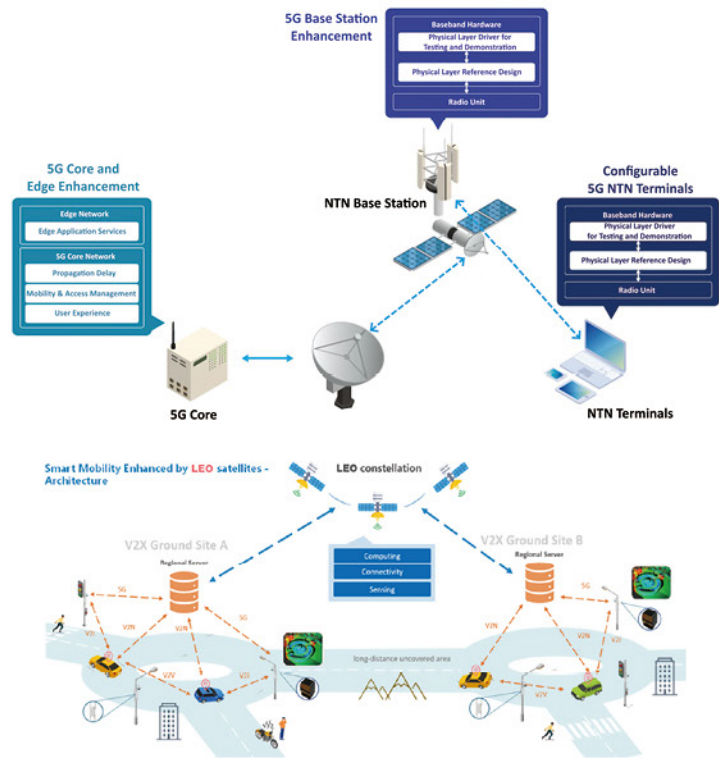 5G Base Station
Enhancement
Baseband Hardware
Physical Layer Driver for
Testing and Demonstration
Physical Layer Reference Design
Radio Unit
5G Core and
Edge Enhancement
Edge Network
Edge Application Services
5G Core Network
Propagation Delay
Mobility & Access Management
User Experience
NTN Base Station
Configurable
5G NTN Terminals
Baseband Hardware
Physical Layer Driver
for Testing and Demonstration
Physical Layer Reference Design
Radio Unit
5G Core
NTN Terminals
Smart Mobility Enhanced by LEO satellites -
Architecture
LEO constellation
V2X Ground Site A
Regional Server
Computing
Connectivity
Sensing
V2X Ground Site B
Regional Server
5G
V2I
V2N
V2N
5G
V2V
V2I
long-distance uncovered area
5G
V2N
V2N
V2I
V2V